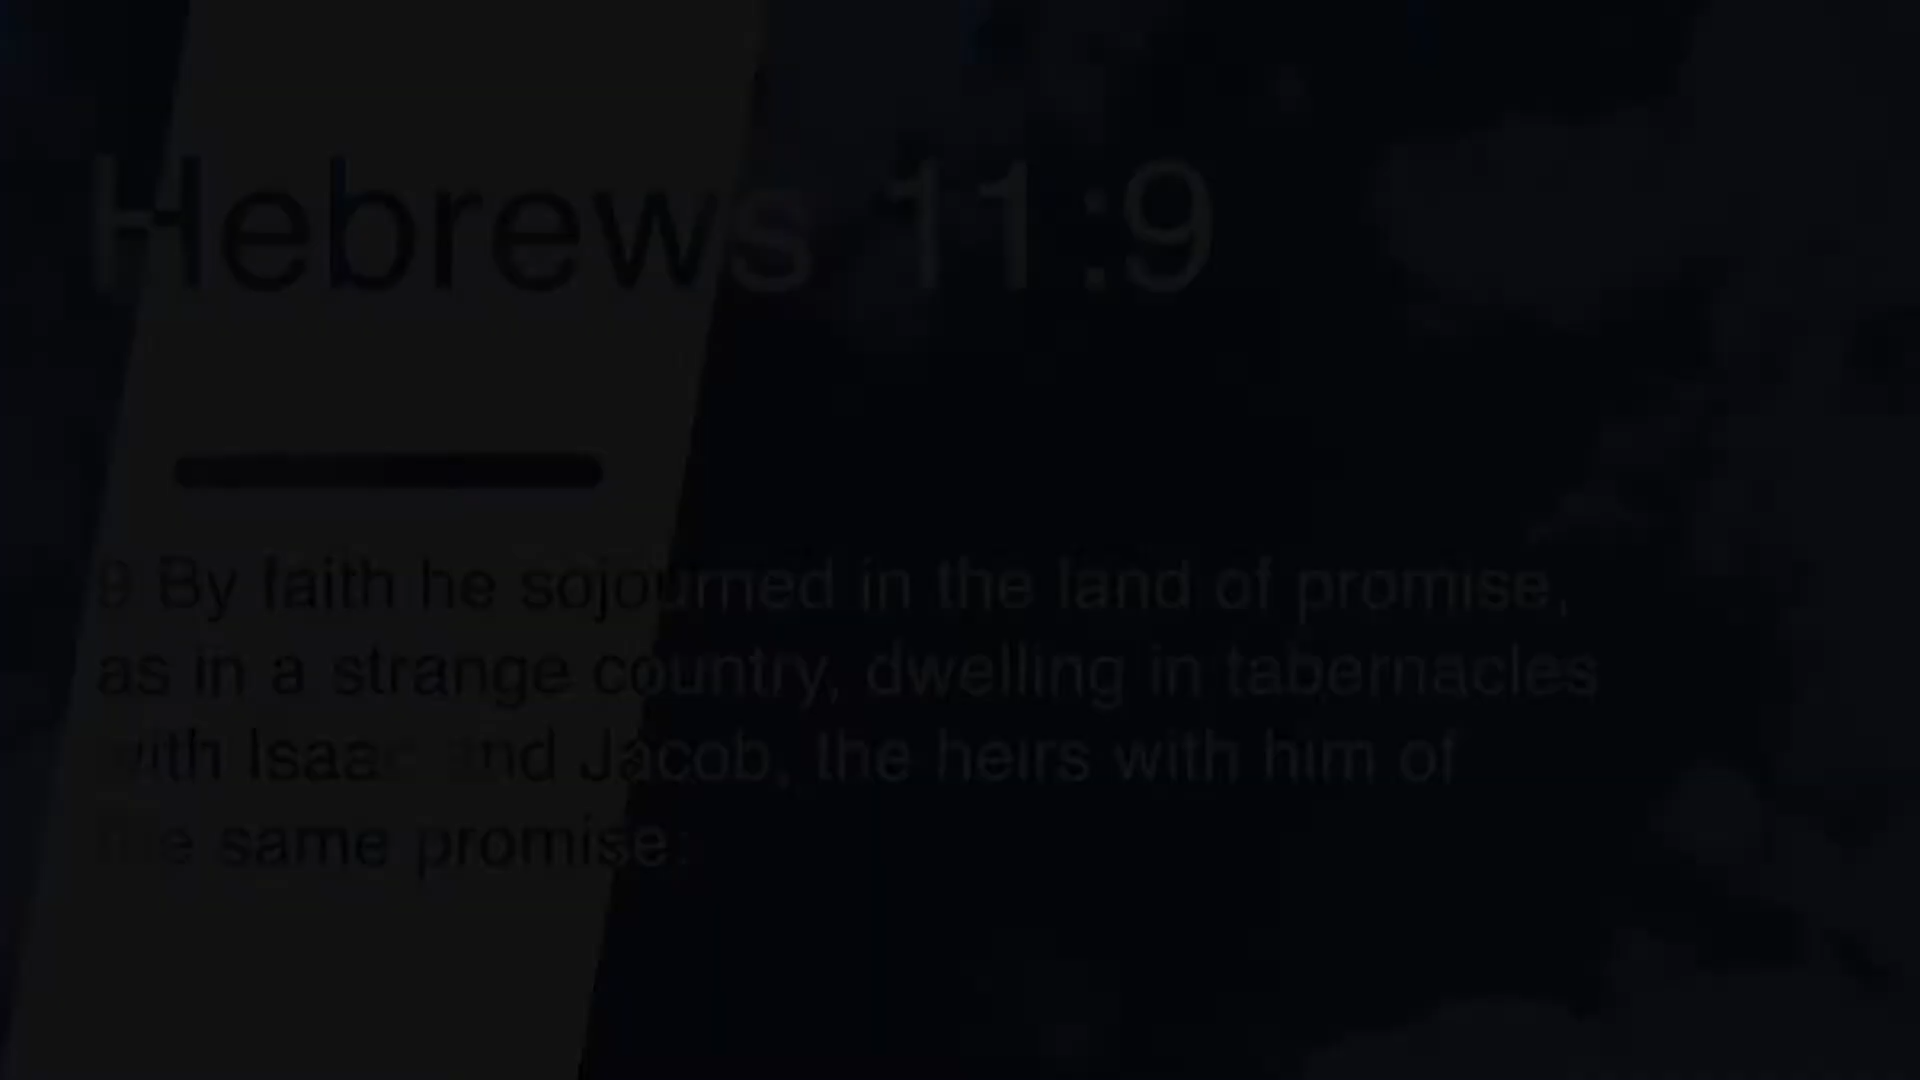 Hebrews 11:9
9 By faith he sojourned in the land of promise,
as in a strange country, dwelling in tabernacles
with Isaac and Jacob, the heirs with him of
the same promise: